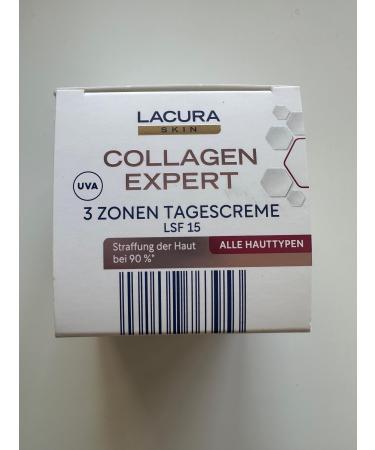 LACURA
SKIN
COLLAGEN
EXPERT
UVA
3 ZONEN TAGESCREME
LSF 15
Straffung der Haut
bei 90 %*
ALLE HAUTTYPEN